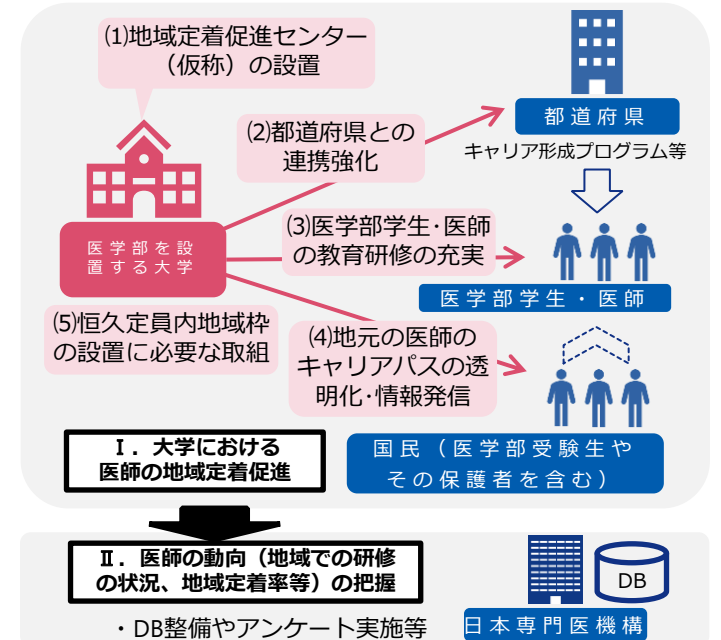 ⑴地域定着促進センター
（仮称）の設置
都道府県
キャリア形成プログラム等
⑵都道府県との
連携強化
医学部を設
置する大学
⑶医学部学生･医師
の教育研修の充実
医学部学生・医師
⑸恒久定員内地域枠
の設置に必要な取組
⑷地元の医師の
キャリアパスの透
明化･情報発信
国民（医学部受験生や
その保護者を含む）
Ⅰ．大学における
医師の地域定着促進
Ⅱ．医師の動向（地域での研修
の状況、地域定着率等）の把握
DB
・DB整備やアンケート実施等
日本専門医機構